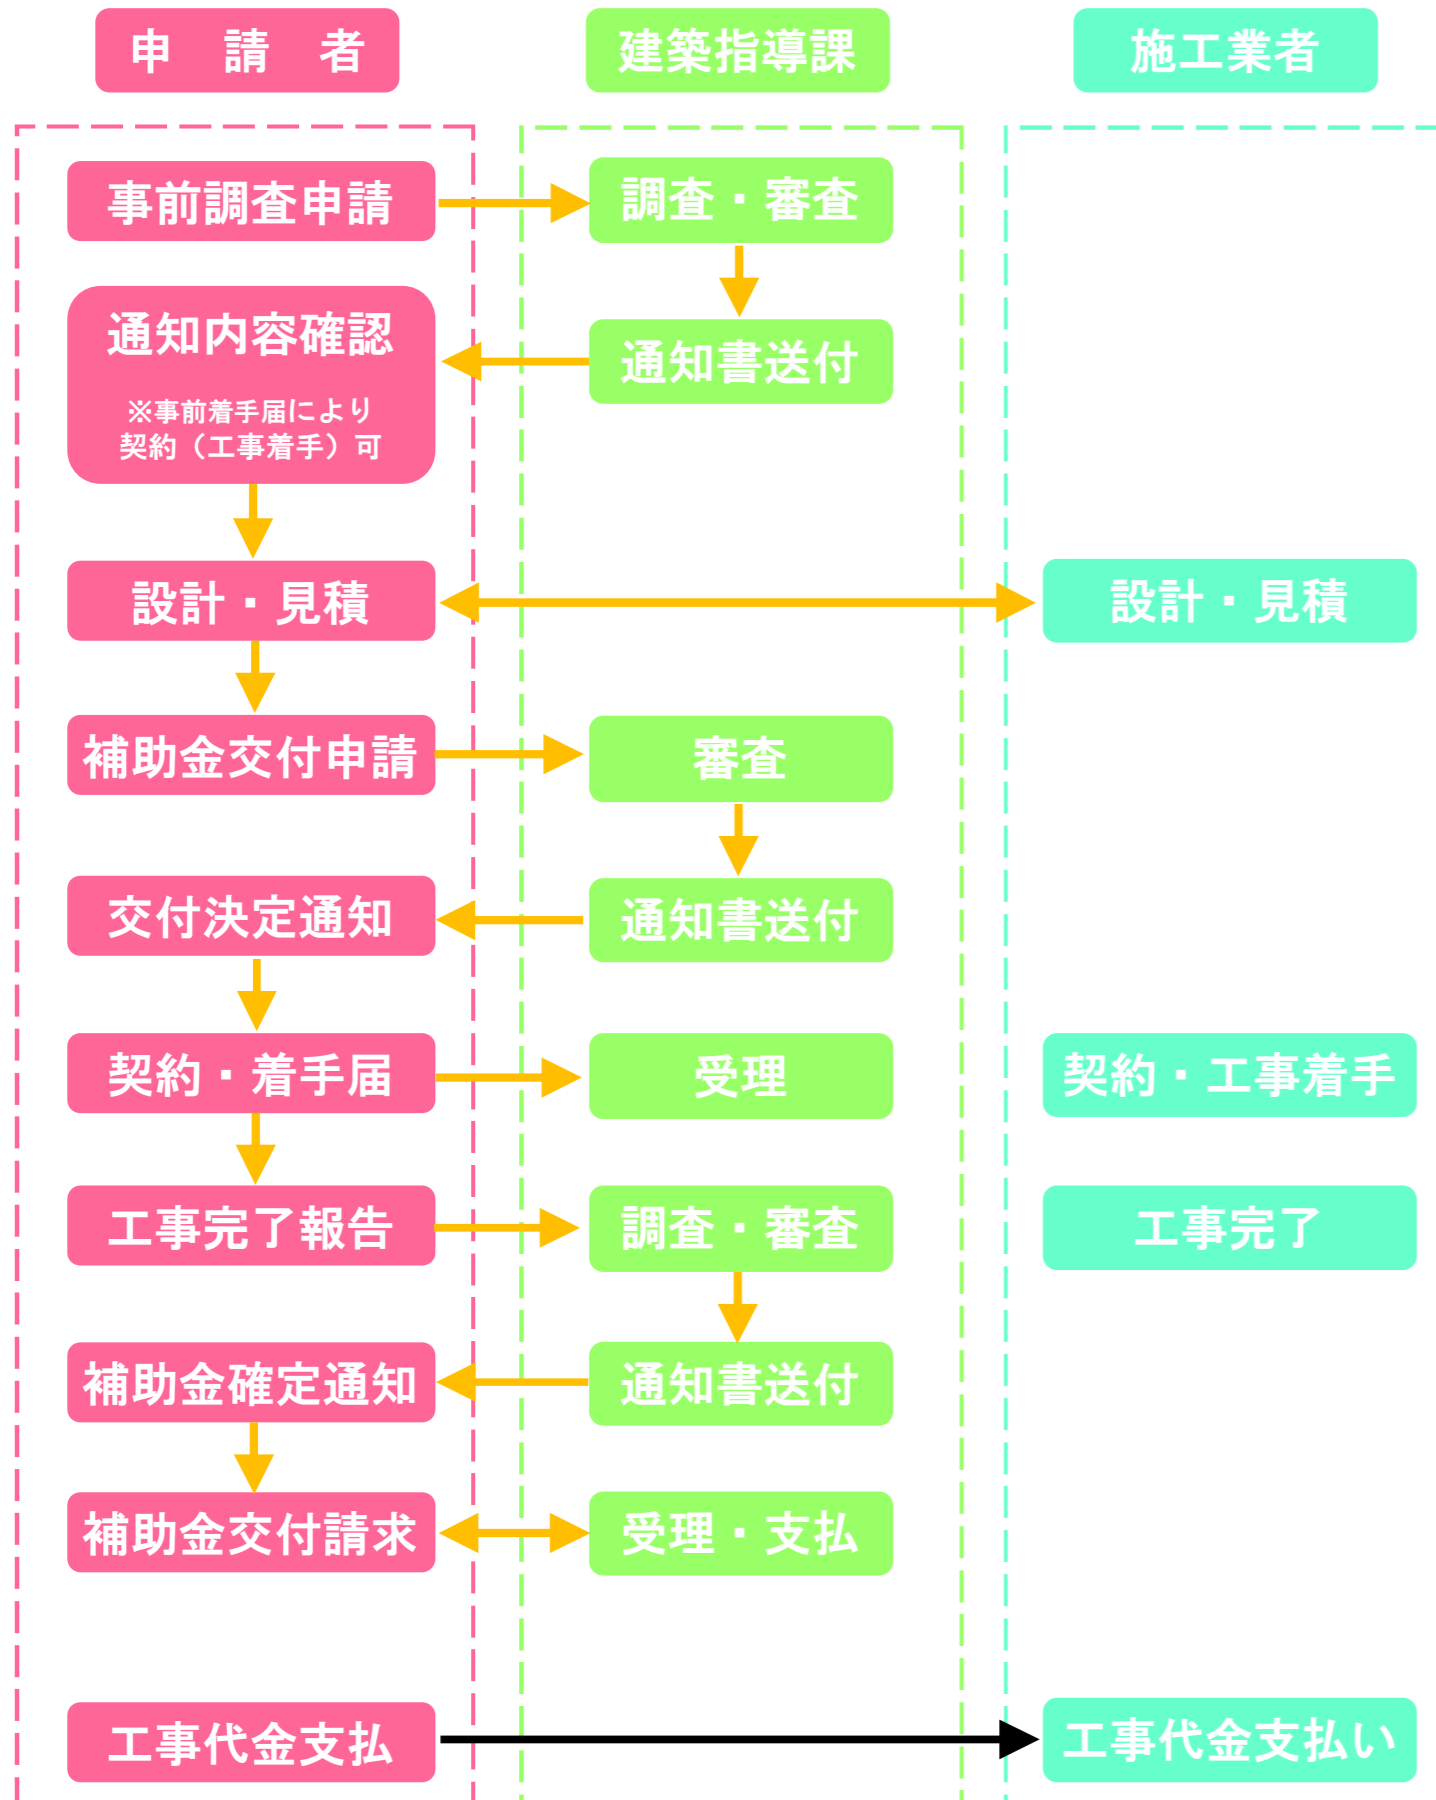 申　請　者
建築指導課
施工業者
事前調査申請
調査・審査
通知内容確認
※事前着手届により
契約（工事着手）可
通知書送付
設計・見積
設計・見積
補助金交付申請
審査
交付決定通知
通知書送付
契約・着手届
受理
契約・工事着手
工事完了報告
調査・審査
工事完了
補助金確定通知
通知書送付
補助金交付請求
受理・支払
工事代金支払
工事代金支払い